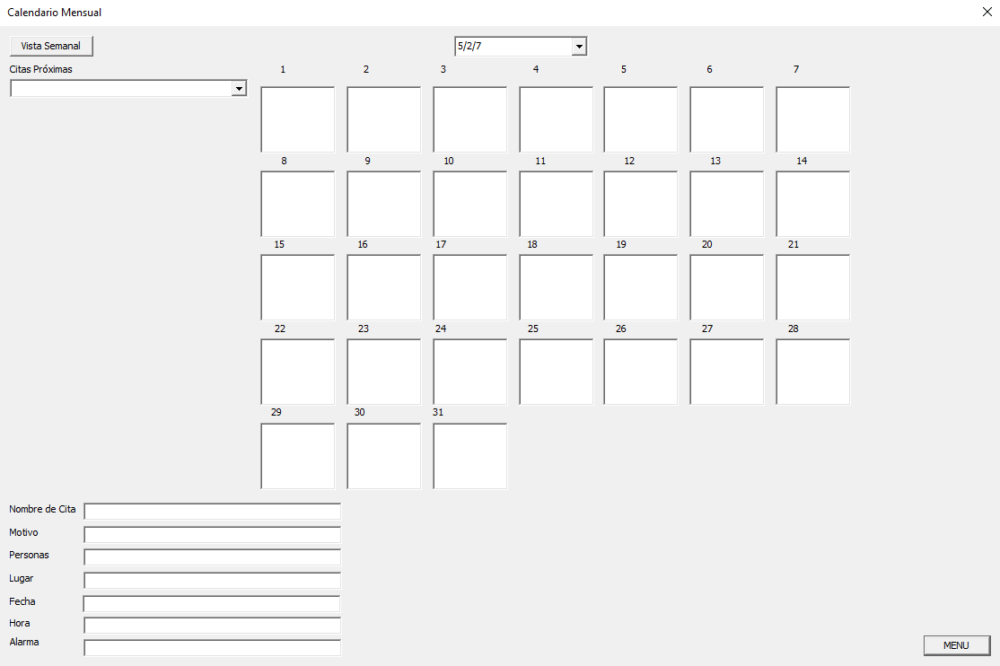 Calendario Mensual
Vista Semanal
5/2/7
Citas Próximas
1 2 3 4 5 6 7
8 9 10 11 12 13 14
15 16 17 18 19 20 21
22 23 24 25 26 27 28
29 30 31
Nombre de Cita
Motivo
Personas
Lugar
Fecha
Hora
Alarma
MENU